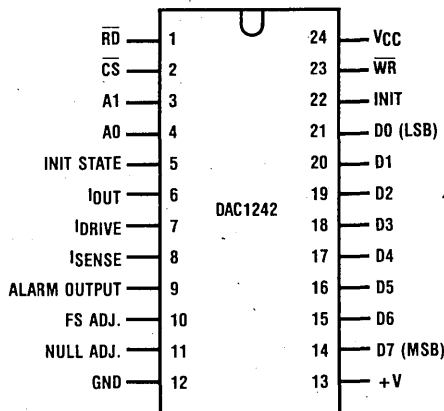 RD 1 24 VCC
CS 2 23 WR
A1 3 22 INIT
A0 4 21 D0 (LSB)
INIT STATE 5 20 D1
IOUT 6 19 D2
DAC1242
IDRIVE 7 18 D3
ISENSE 8 17 D4
ALARM OUTPUT 9 16 D5
FS ADJ. 10 15 D6
NULL ADJ. 11 14 D7 (MSB)
GND 12 13 +V